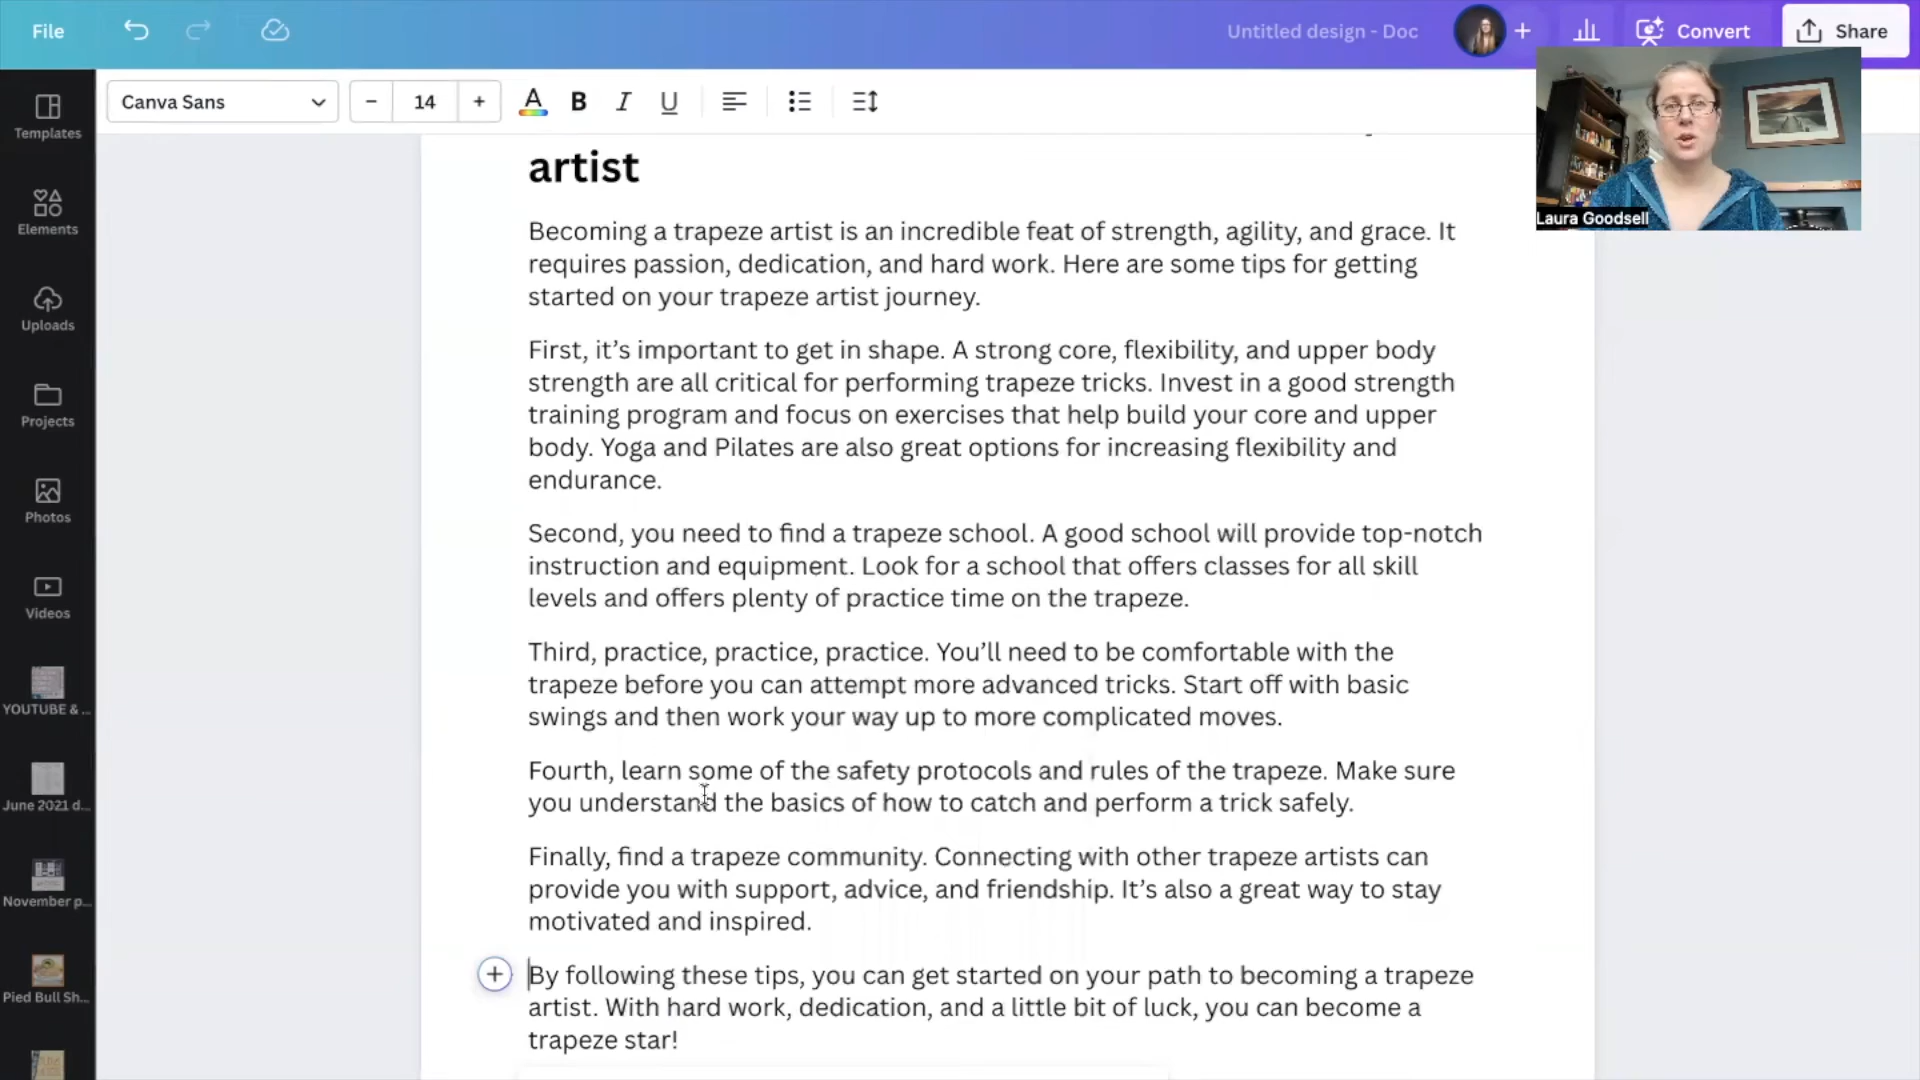 File
Untitled design - Doc
Convert
Share
Canva Sans
14
A
B
I
U
Laura Goodsell
Templates
Elements
Uploads
Projects
Photos
Videos
YOUTUBE & ...
June 2021 d...
November p...
Pied Bull Sh...
artist
Becoming a trapeze artist is an incredible feat of strength, agility, and grace. It
requires passion, dedication, and hard work. Here are some tips for getting
started on your trapeze artist journey.
First, it’s important to get in shape. A strong core, flexibility, and upper body
strength are all critical for performing trapeze tricks. Invest in a good strength
training program and focus on exercises that help build your core and upper
body. Yoga and Pilates are also great options for increasing flexibility and
endurance.
Second, you need to find a trapeze school. A good school will provide top-notch
instruction and equipment. Look for a school that offers classes for all skill
levels and offers plenty of practice time on the trapeze.
Third, practice, practice, practice. You’ll need to be comfortable with the
trapeze before you can attempt more advanced tricks. Start off with basic
swings and then work your way up to more complicated moves.
Fourth, learn some of the safety protocols and rules of the trapeze. Make sure
you understand the basics of how to catch and perform a trick safely.
Finally, find a trapeze community. Connecting with other trapeze artists can
provide you with support, advice, and friendship. It’s also a great way to stay
motivated and inspired.
By following these tips, you can get started on your path to becoming a trapeze
artist. With hard work, dedication, and a little bit of luck, you can become a
trapeze star!